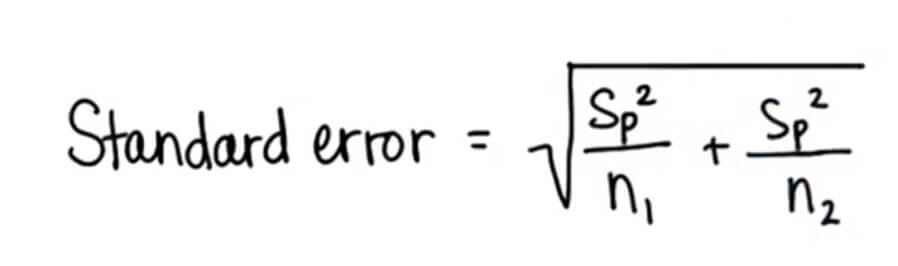 Standard error = √(Sp²/n₁ + Sp²/n₂)